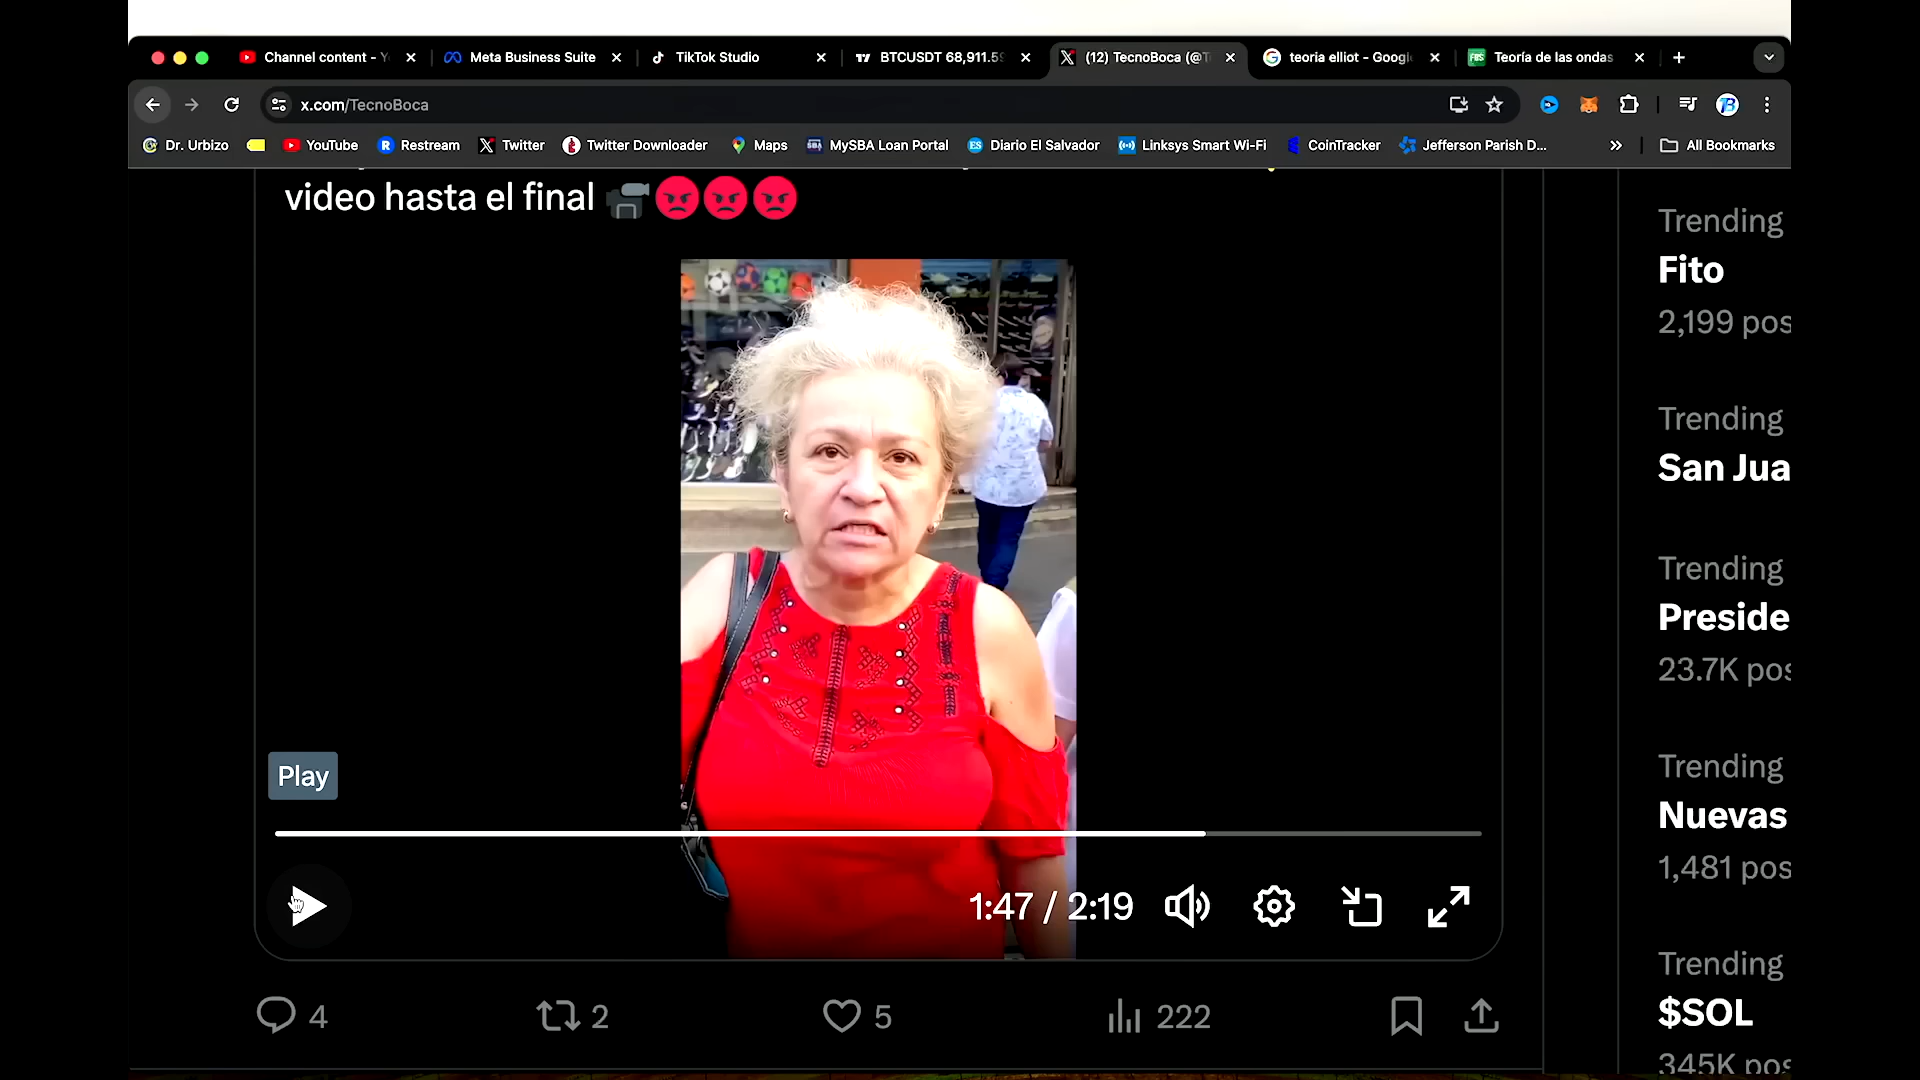 Channel content - Y
Meta Business Suite
TikTok Studio
BTCUSDT 68,911.59
(12) TecnoBoca (@T
teoria elliot - Googl
Teoría de las ondas
x.com/TecnoBoca
Dr. Urbizo
YouTube
Restream
Twitter
Twitter Downloader
Maps
MySBA Loan Portal
Diario El Salvador
Linksys Smart Wi-Fi
CoinTracker
Jefferson Parish D...
All Bookmarks
video hasta el final
Play
1:47 / 2:19
4
2
5
222
Trending
Fito
2,199 pos
Trending
San Jua
Trending
Preside
23.7K pos
Trending
Nuevas
1,481 pos
Trending
$SOL
345K pos